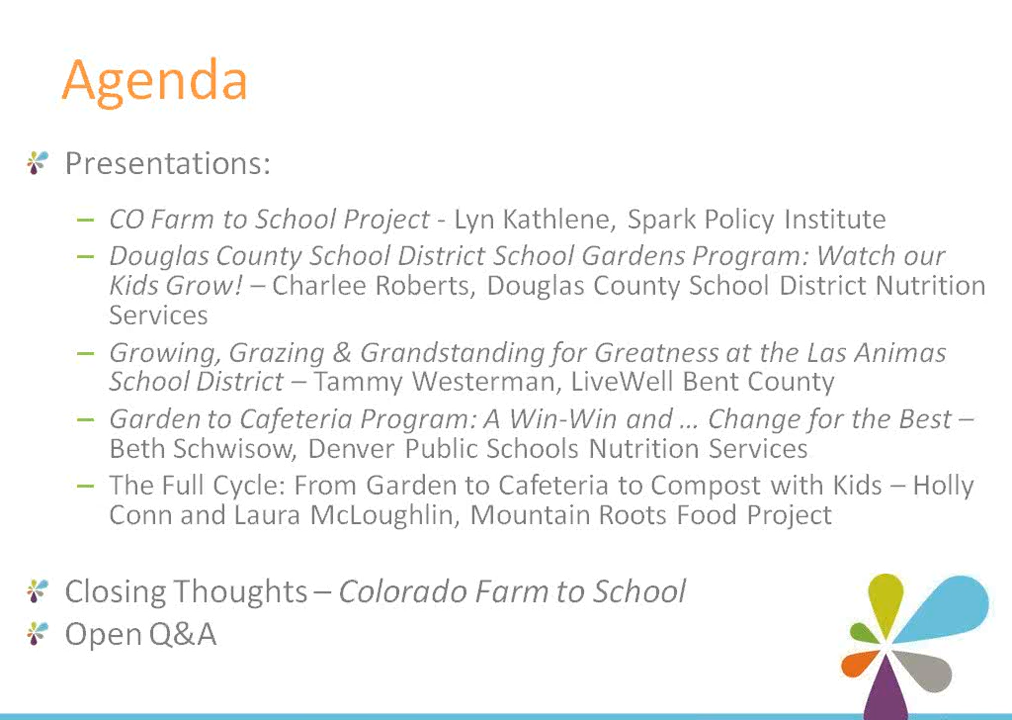 Agenda
Presentations:
– CO Farm to School Project - Lyn Kathlene, Spark Policy Institute
– Douglas County School District School Gardens Program: Watch our
Kids Grow! – Charlee Roberts, Douglas County School District Nutrition
Services
– Growing, Grazing & Grandstanding for Greatness at the Las Animas
School District – Tammy Westerman, LiveWell Bent County
– Garden to Cafeteria Program: A Win-Win and … Change for the Best –
Beth Schwisow, Denver Public Schools Nutrition Services
– The Full Cycle: From Garden to Cafeteria to Compost with Kids – Holly
Conn and Laura McLoughlin, Mountain Roots Food Project
Closing Thoughts – Colorado Farm to School
Open Q&A